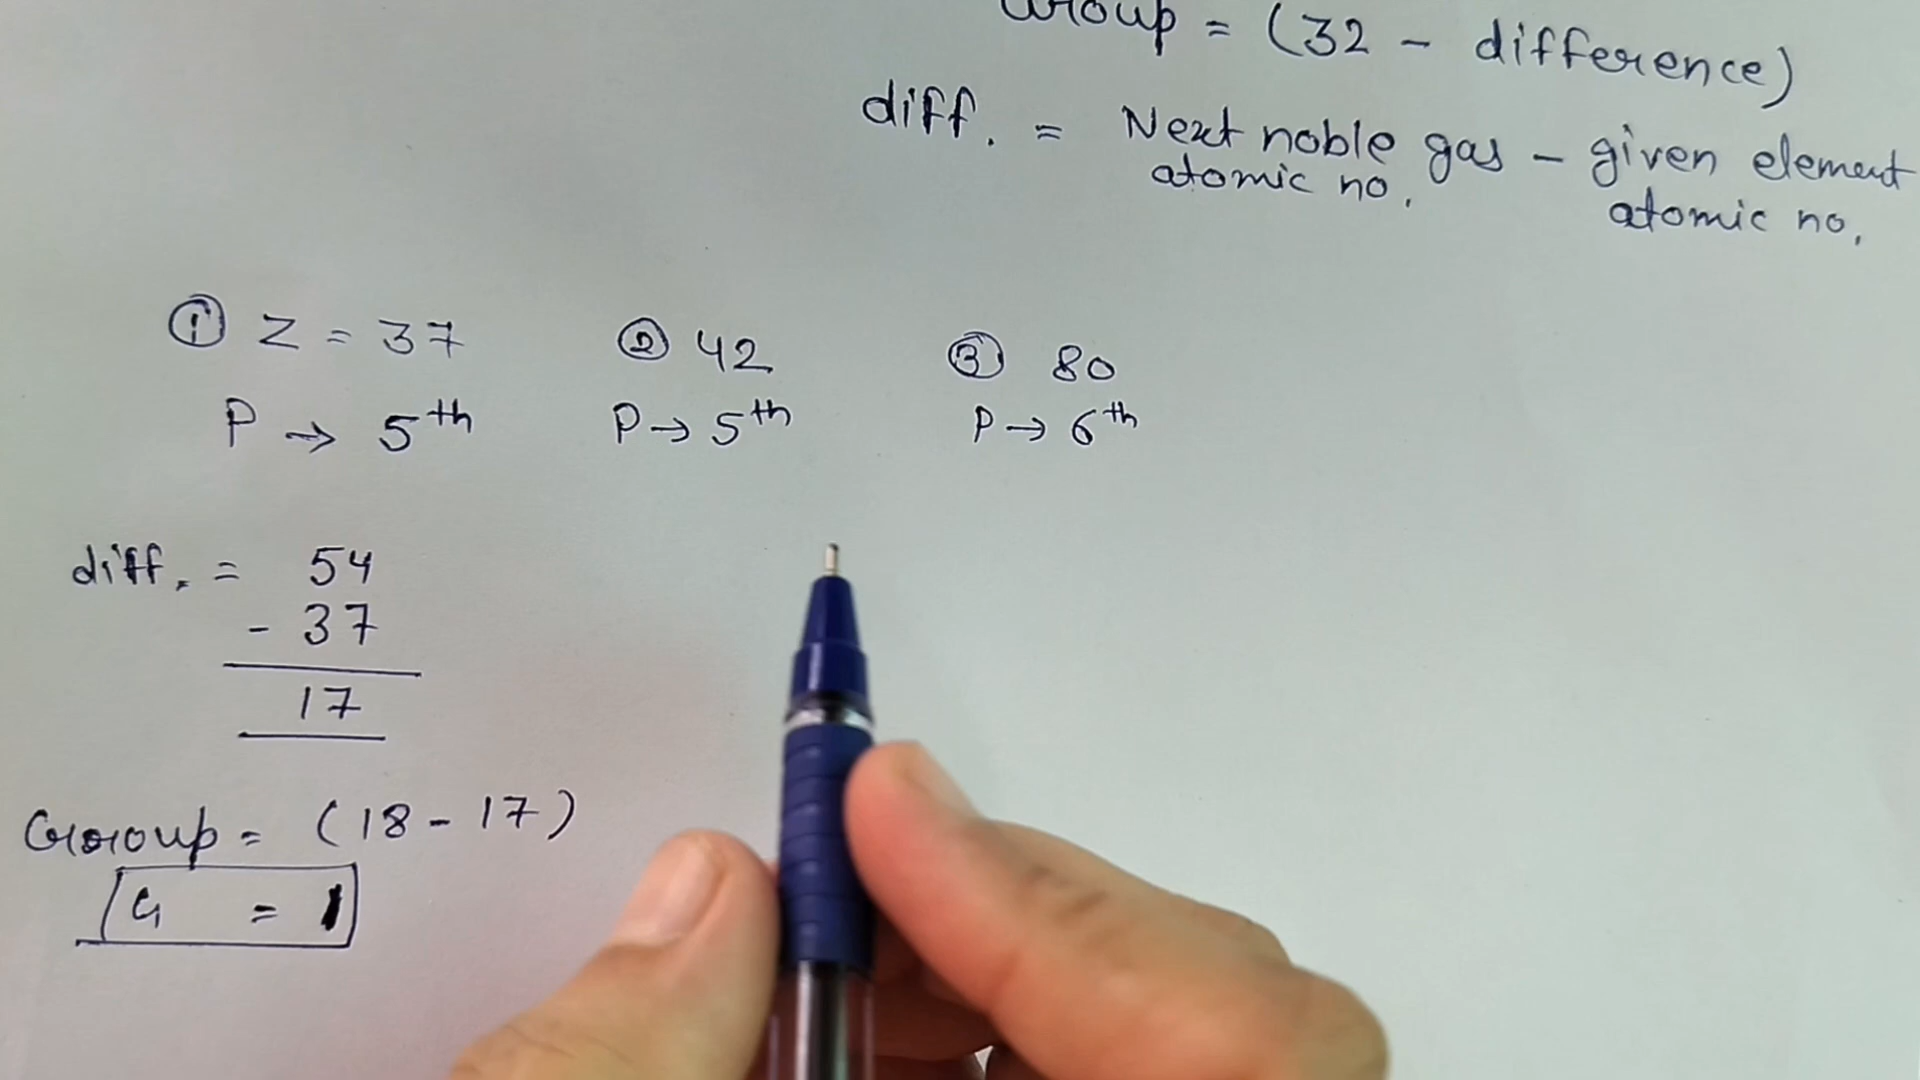 Group = (32 - difference)
diff. = Next noble gas - given element
atomic no. atomic no.
① Z = 37 ② 42 ③ 80
P → 5th P → 5th P → 6th
diff. = 54
- 37
17
Group = (18 - 17)
G = 1